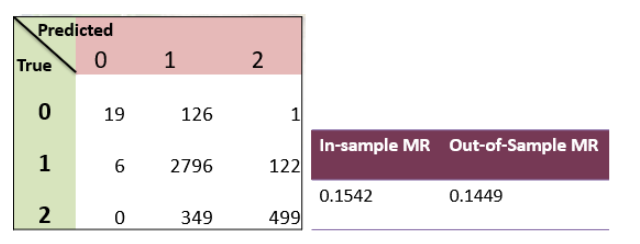 Predicted
True 0 1 2
0 19 126 1
1 6 2796 122
2 0 349 499
In-sample MR Out-of-Sample MR
0.1542 0.1449